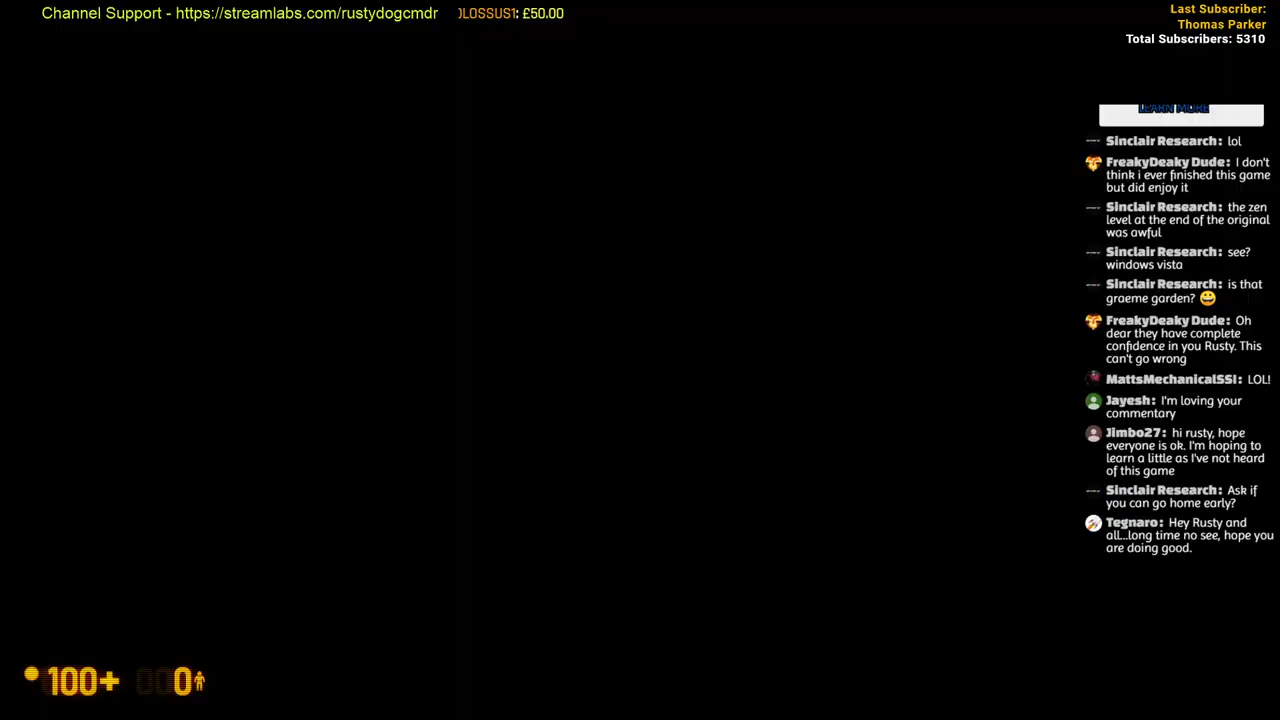 Channel Support - https://streamlabs.com/rustydogcmdr
OLOSSUS1: £50.00
Last Subscriber:
Thomas Parker
Total Subscribers: 5310
LEARN MORE
Sinclair Research: lol
FreakyDeaky Dude: I don't
think i ever finished this game
but did enjoy it
Sinclair Research: the zen
level at the end of the original
was awful
Sinclair Research: see?
windows vista
Sinclair Research: is that
graeme garden? 😀
FreakyDeaky Dude: Oh
dear they have complete
confidence in you Rusty. This
can't go wrong
MattsMechanicalSSI: LOL!
Jayesh: I'm loving your
commentary
Jimbo27: hi rusty, hope
everyone is ok. I'm hoping to
learn a little as I've not heard
of this game
Sinclair Research: Ask if
you can go home early?
Tegnaro: Hey Rusty and
all...long time no see, hope you
are doing good.
100+ 0